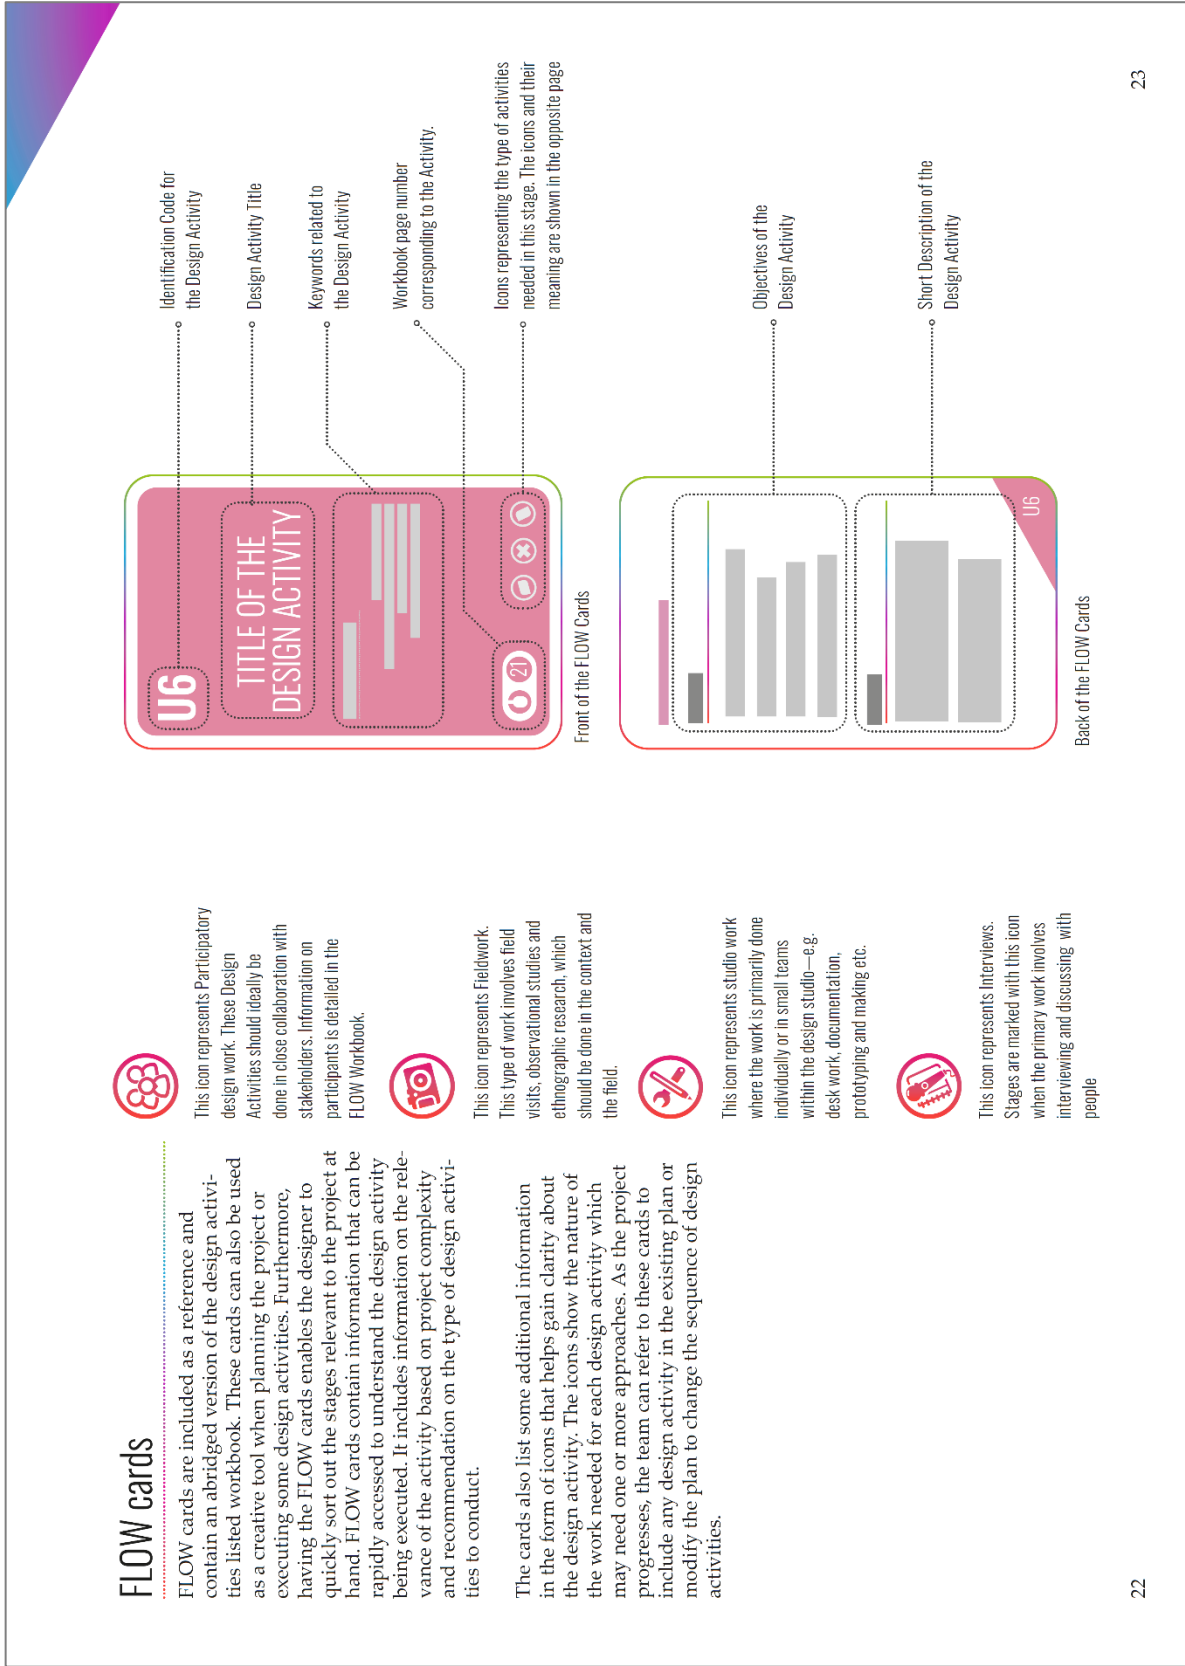 FLOW cards
FLOW cards are included as a reference and
contain an abridged version of the design activi-
ties listed workbook. These cards can also be used
as a creative tool when planning the project or
executing some design activities. Furthermore,
having the FLOW cards enables the designer to
quickly sort out the stages relevant to the project at
hand. FLOW cards contain information that can be
rapidly accessed to understand the design activity
being executed. It includes information on the rele-
vance of the activity based on project complexity
and recommendation on the type of design activi-
ties to conduct.
The cards also list some additional information
in the form of icons that helps gain clarity about
the design activity. The icons show the nature of
the work needed for each design activity which
may need one or more approaches. As the project
progresses, the team can refer to these cards to
include any design activity in the existing plan or
modify the plan to change the sequence of design
activities.
22
This icon represents Participatory
design work. These Design
Activities should ideally be
done in close collaboration with
stakeholders. Information on
participants is detailed in the
FLOW Workbook.
This icon represents Fieldwork.
This type of work involves field
visits, observational studies and
ethnographic research, which
should be done in the context and
the field.
This icon represents studio work
where the work is primarily done
individually or in small teams
within the design studio—e.g.
desk work, documentation,
prototyping and making etc.
This icon represents Interviews.
Stages are marked with this icon
when the primary work involves
interviewing and discussing with
people
U6
TITLE OF THE
DESIGN ACTIVITY
21
Front of the FLOW Cards
Identification Code for
the Design Activity
Design Activity Title
Keywords related to
the Design Activity
Workbook page number
corresponding to the Activity.
Icons representing the type of activities
needed in this stage. The icons and their
meaning are shown in the opposite page
U6
Back of the FLOW Cards
Objectives of the
Design Activity
Short Description of the
Design Activity
23